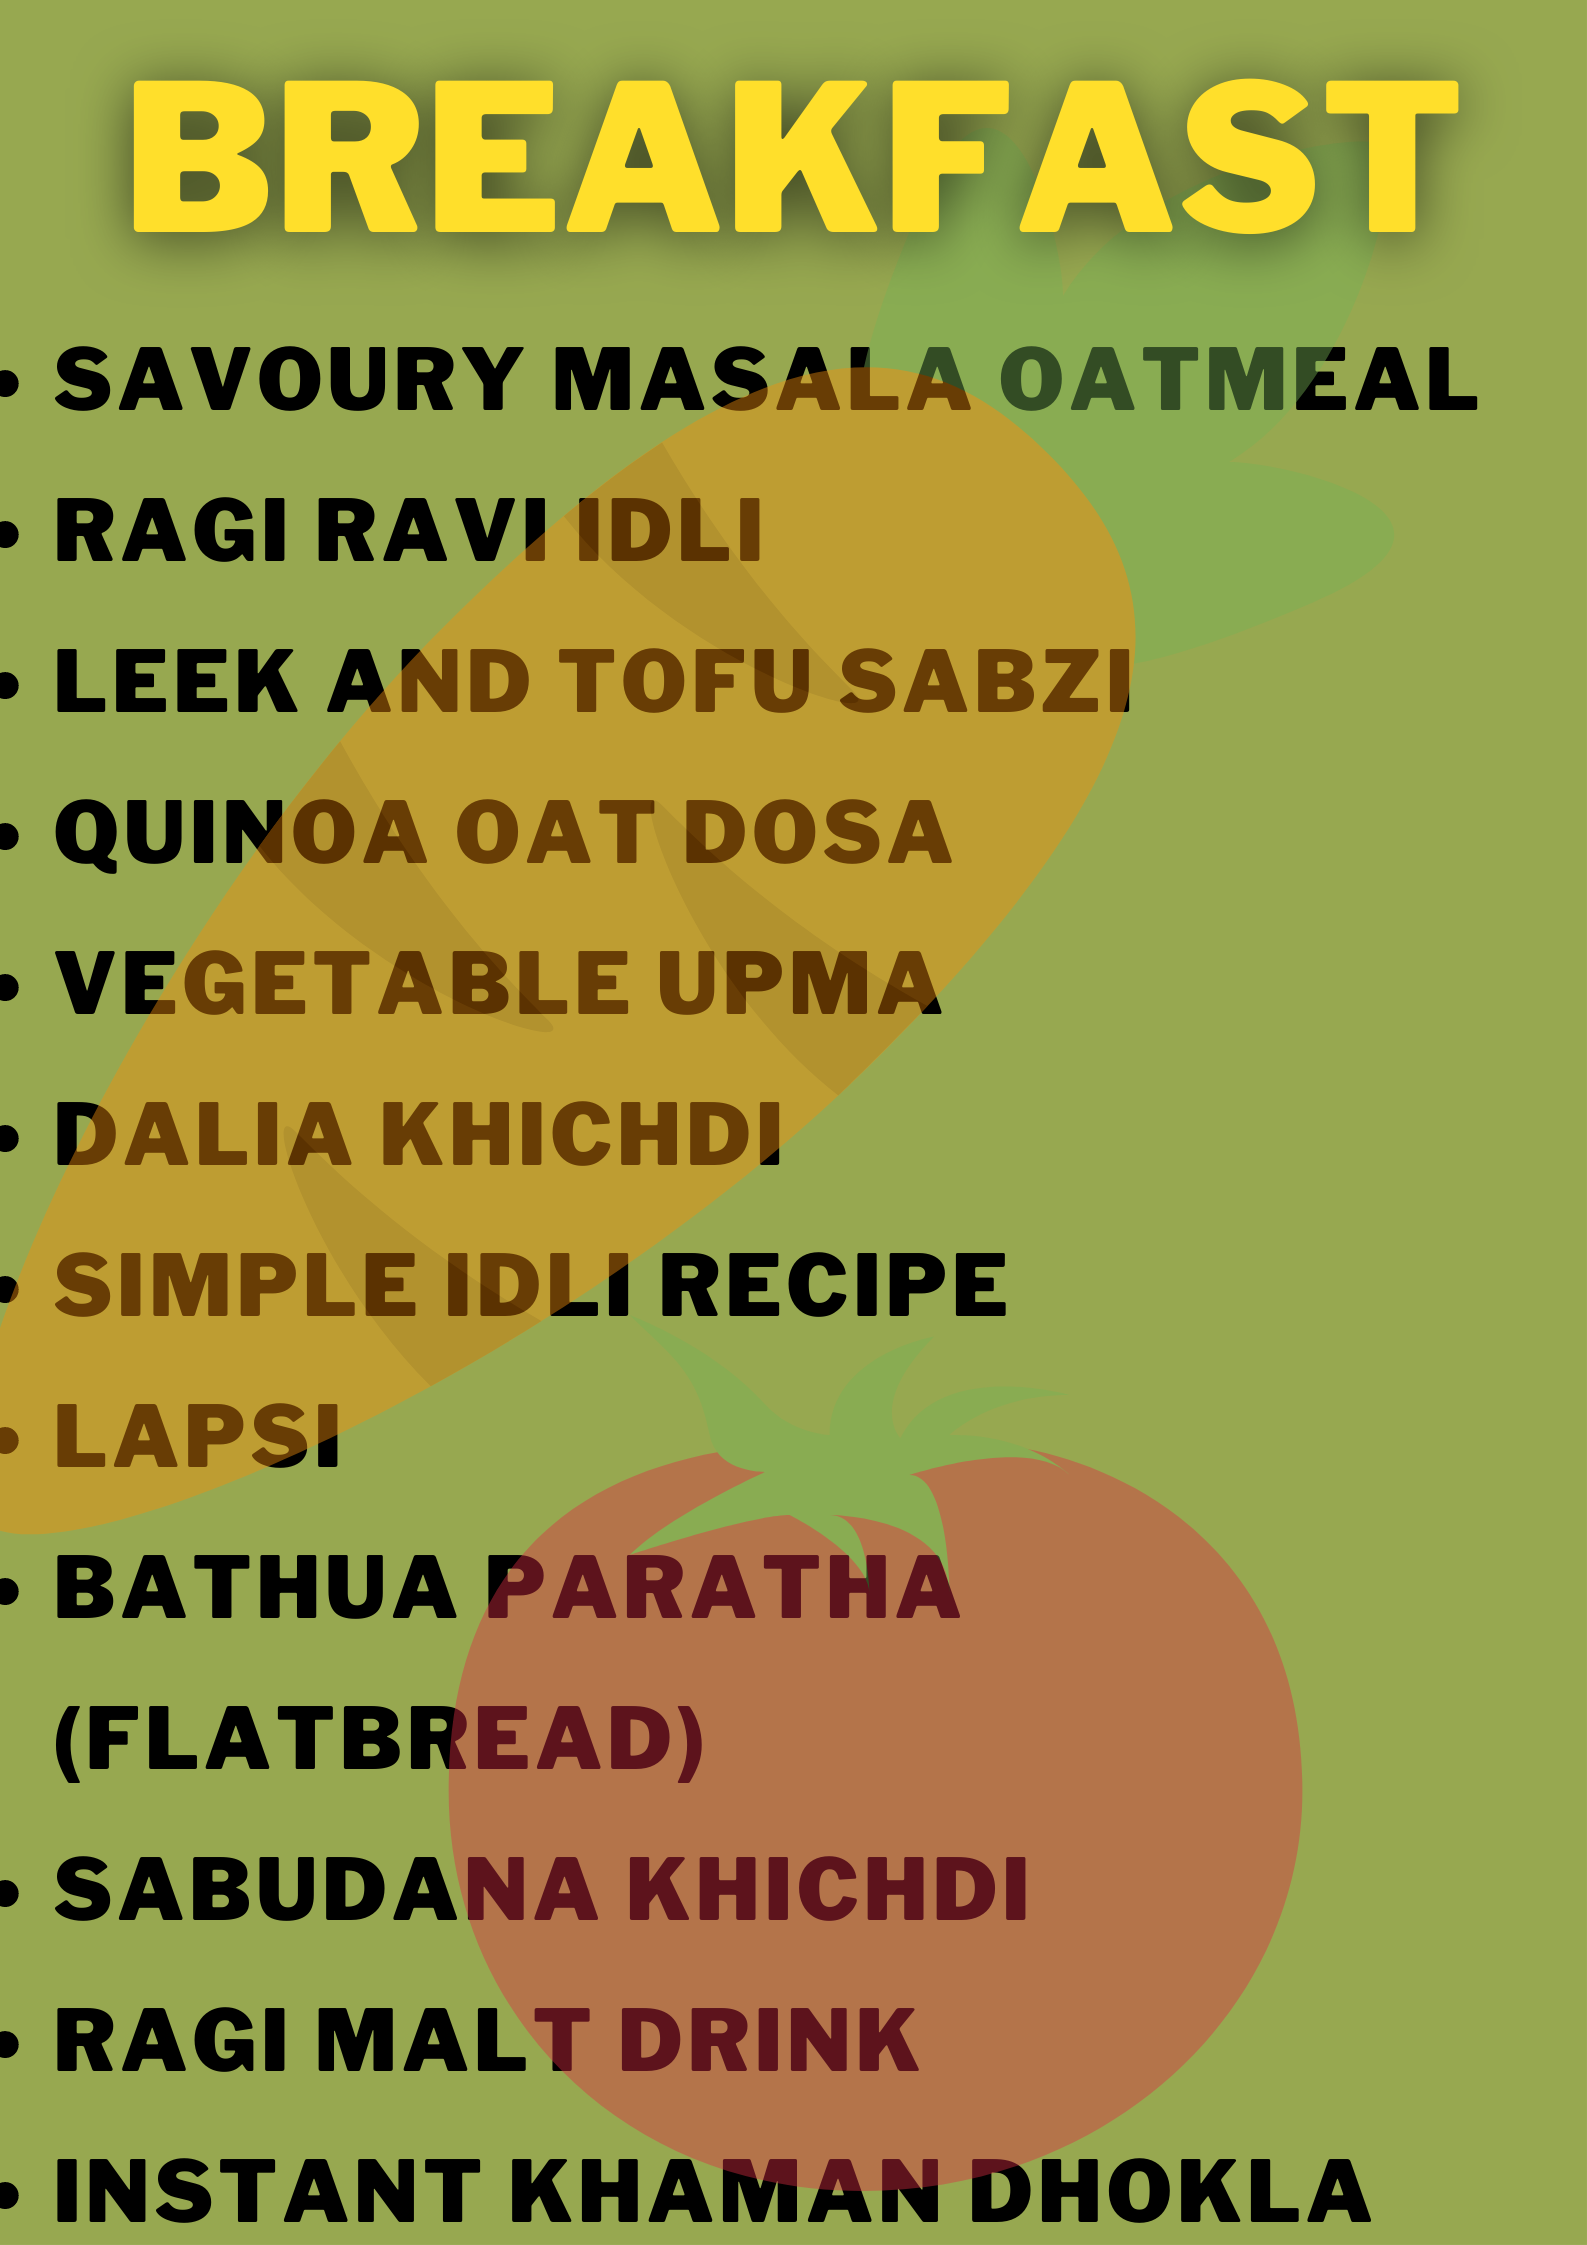 BREAKFAST
• SAVOURY MASALA OATMEAL
• RAGI RAVI IDLI
• LEEK AND TOFU SABZI
• QUINOA OAT DOSA
• VEGETABLE UPMA
• DALIA KHICHDI
• SIMPLE IDLI RECIPE
• LAPSI
• BATHUA PARATHA
(FLATBREAD)
• SABUDANA KHICHDI
• RAGI MALT DRINK
• INSTANT KHAMAN DHOKLA